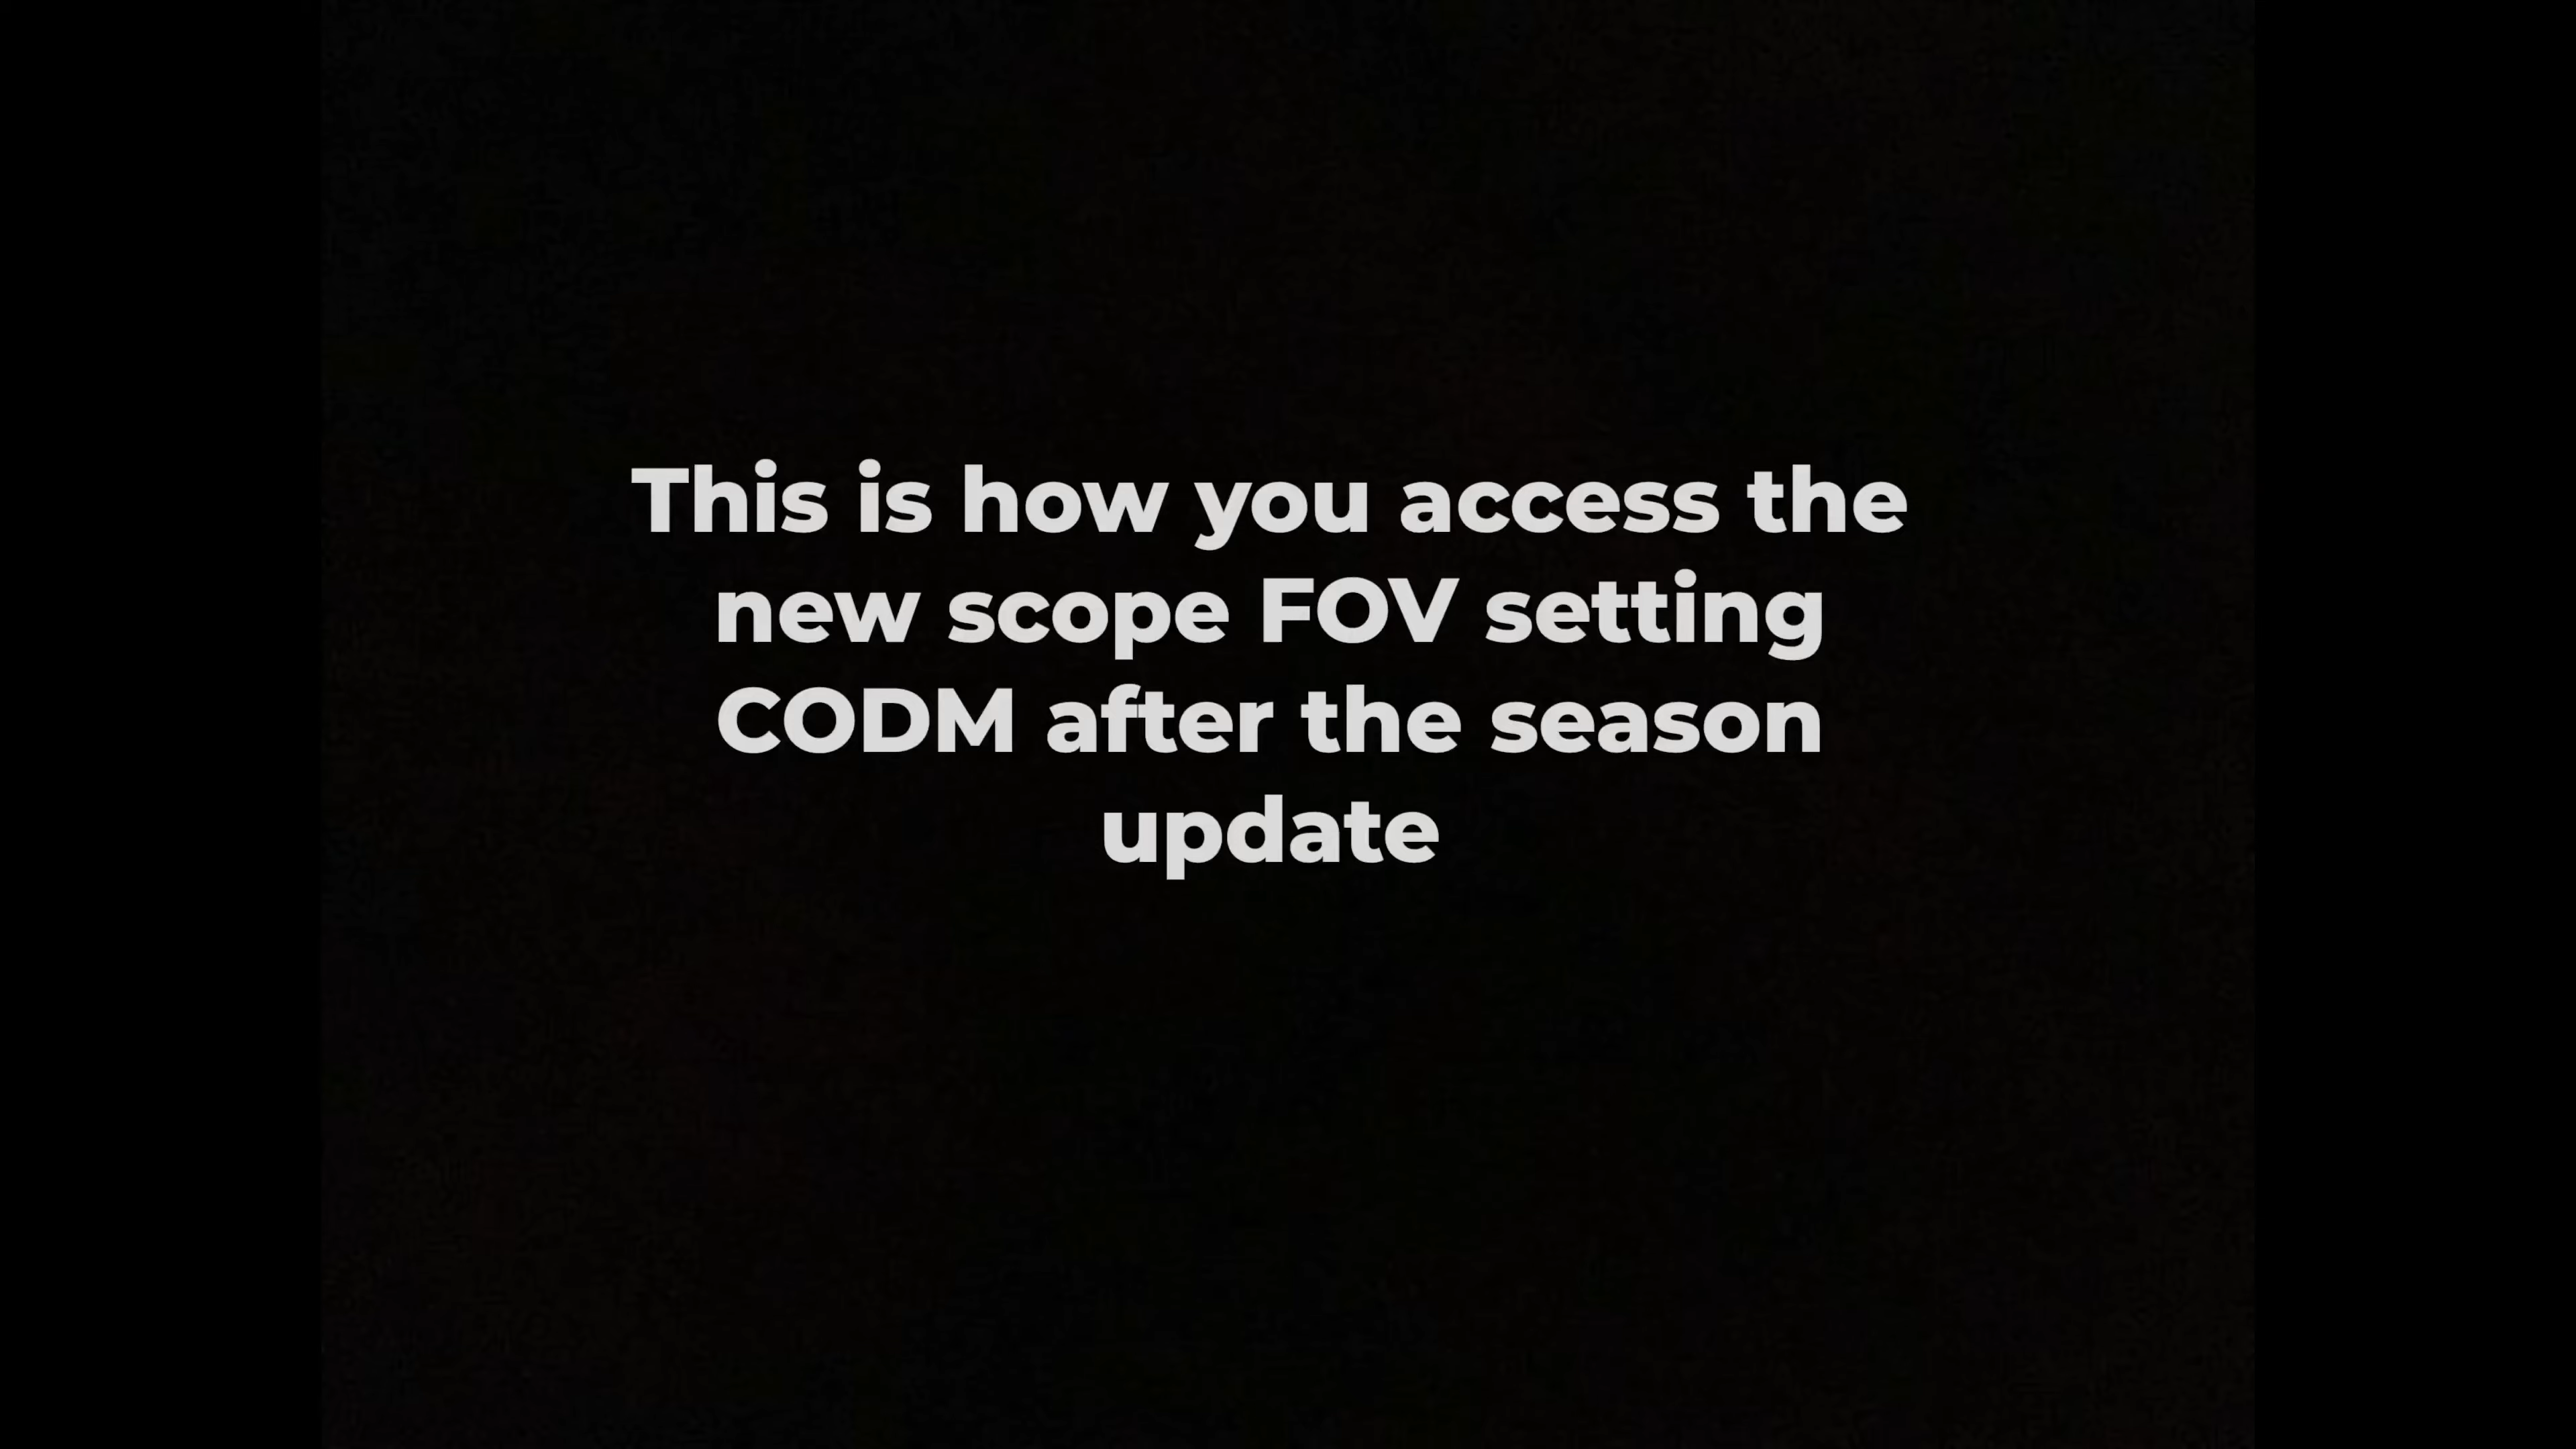 This is how you access the
new scope FOV setting
CODM after the season
update